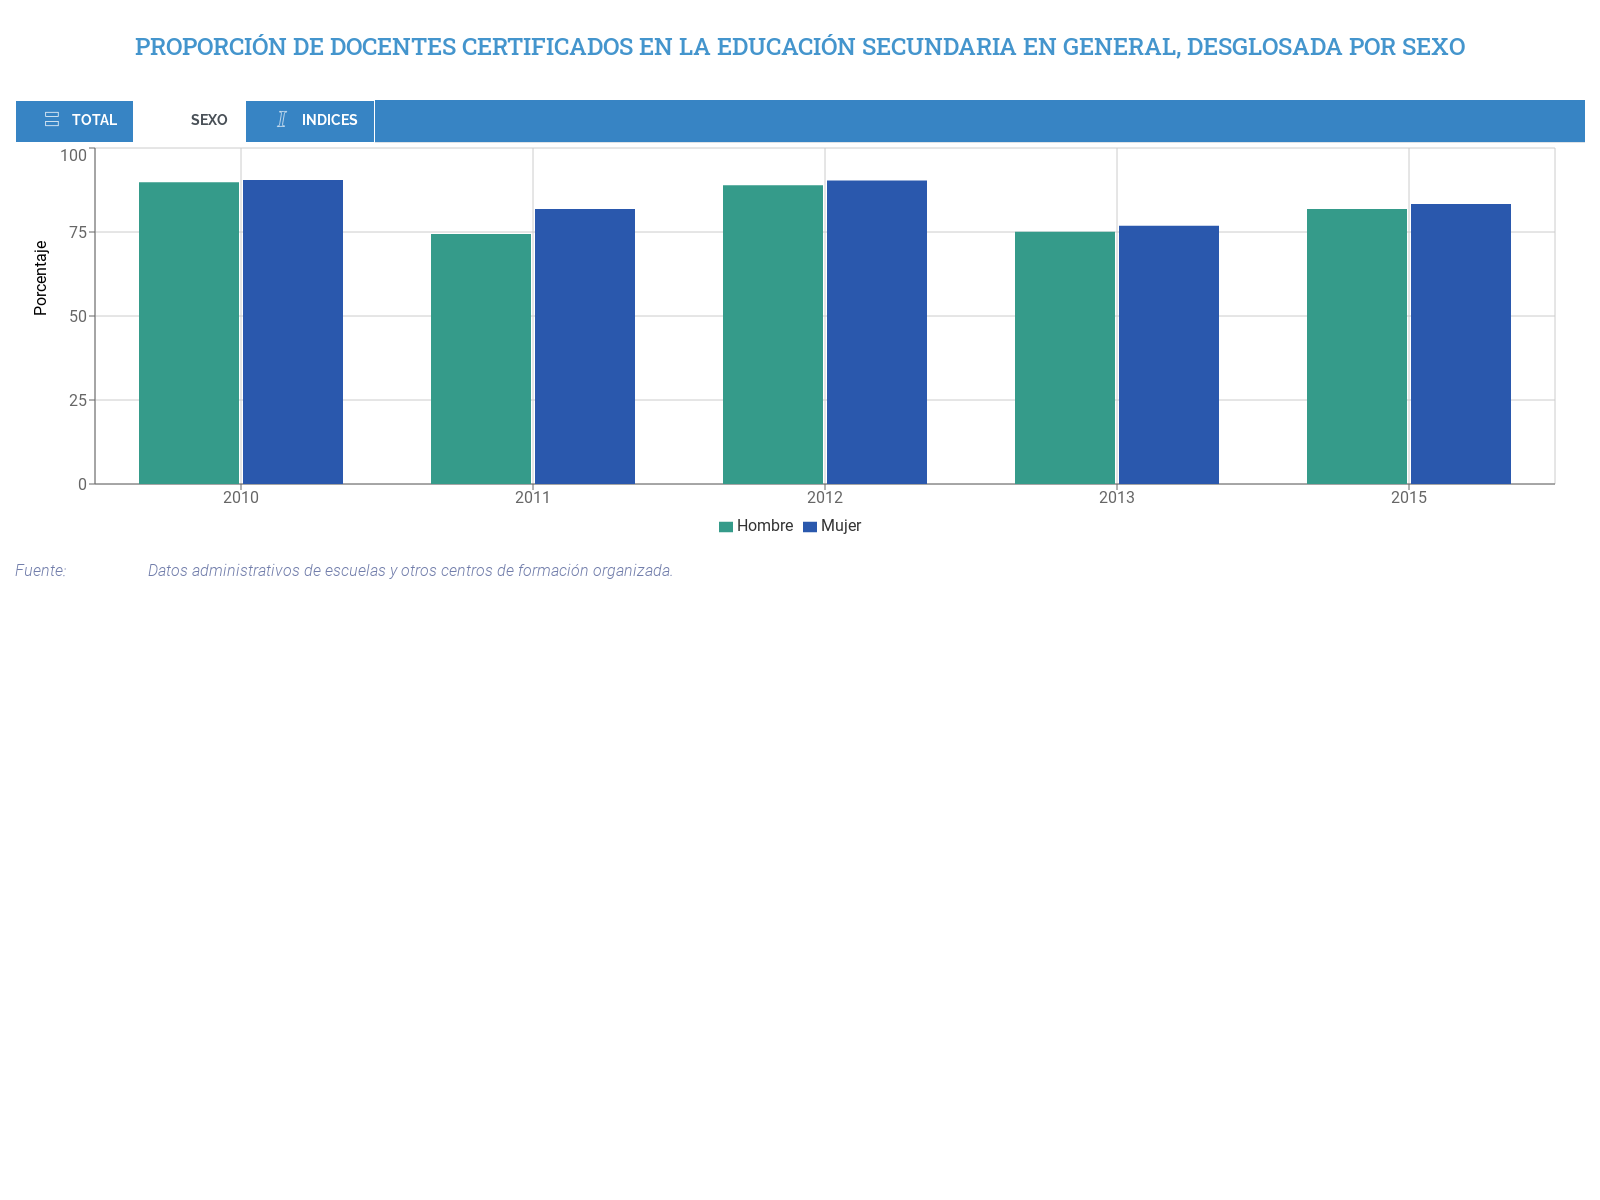 PROPORCIÓN DE DOCENTES CERTIFICADOS EN LA EDUCACIÓN SECUNDARIA EN GENERAL, DESGLOSADA POR SEXO
TOTAL SEXO INDICES
100
75
50
25
0
Porcentaje
2010 2011 2012 2013 2015
Hombre Mujer
Fuente: Datos administrativos de escuelas y otros centros de formación organizada.